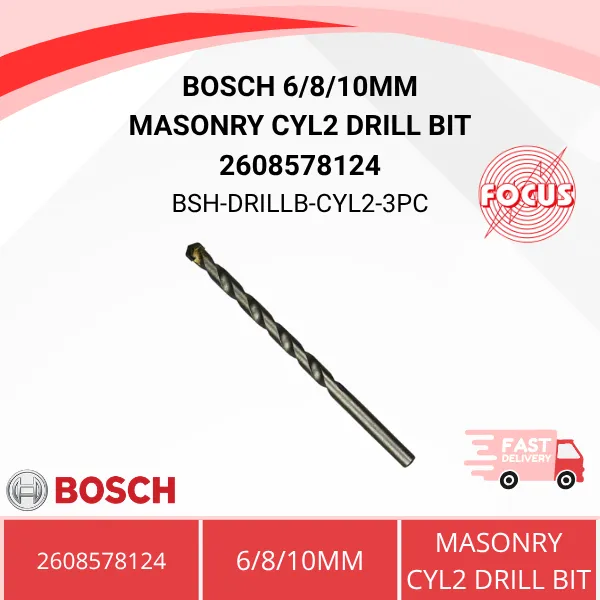 BOSCH 6/8/10MM
MASONRY CYL2 DRILL BIT
2608578124
BSH-DRILLB-CYL2-3PC
FOCUS
FAST
DELIVERY
BOSCH
2608578124
6/8/10MM
MASONRY
CYL2 DRILL BIT